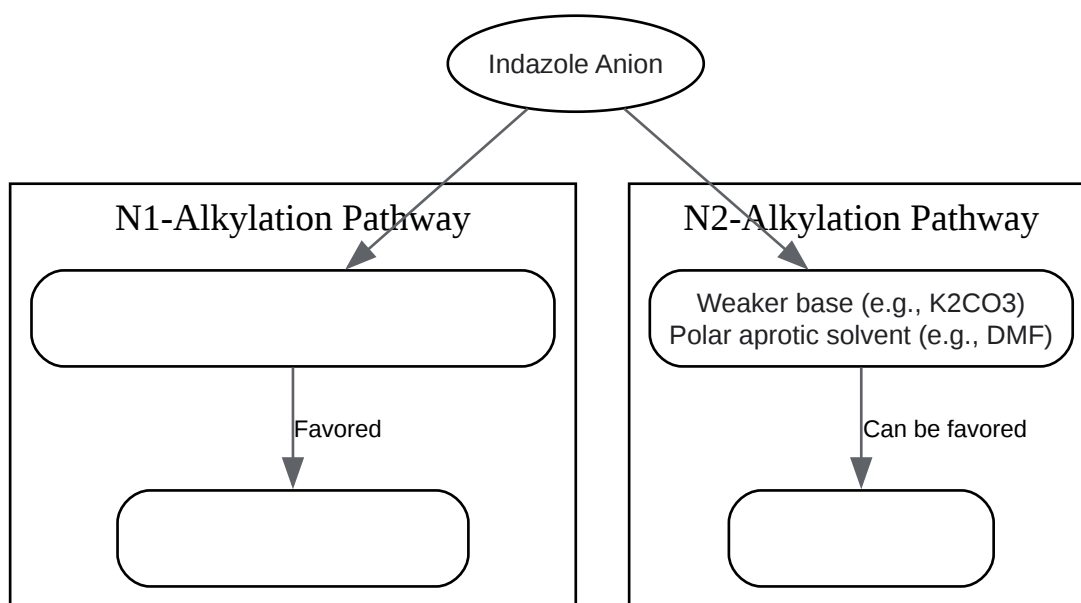 Indazole Anion
N1-Alkylation Pathway
N2-Alkylation Pathway
Weaker base (e.g., K2CO3)
Polar aprotic solvent (e.g., DMF)
Favored
Can be favored